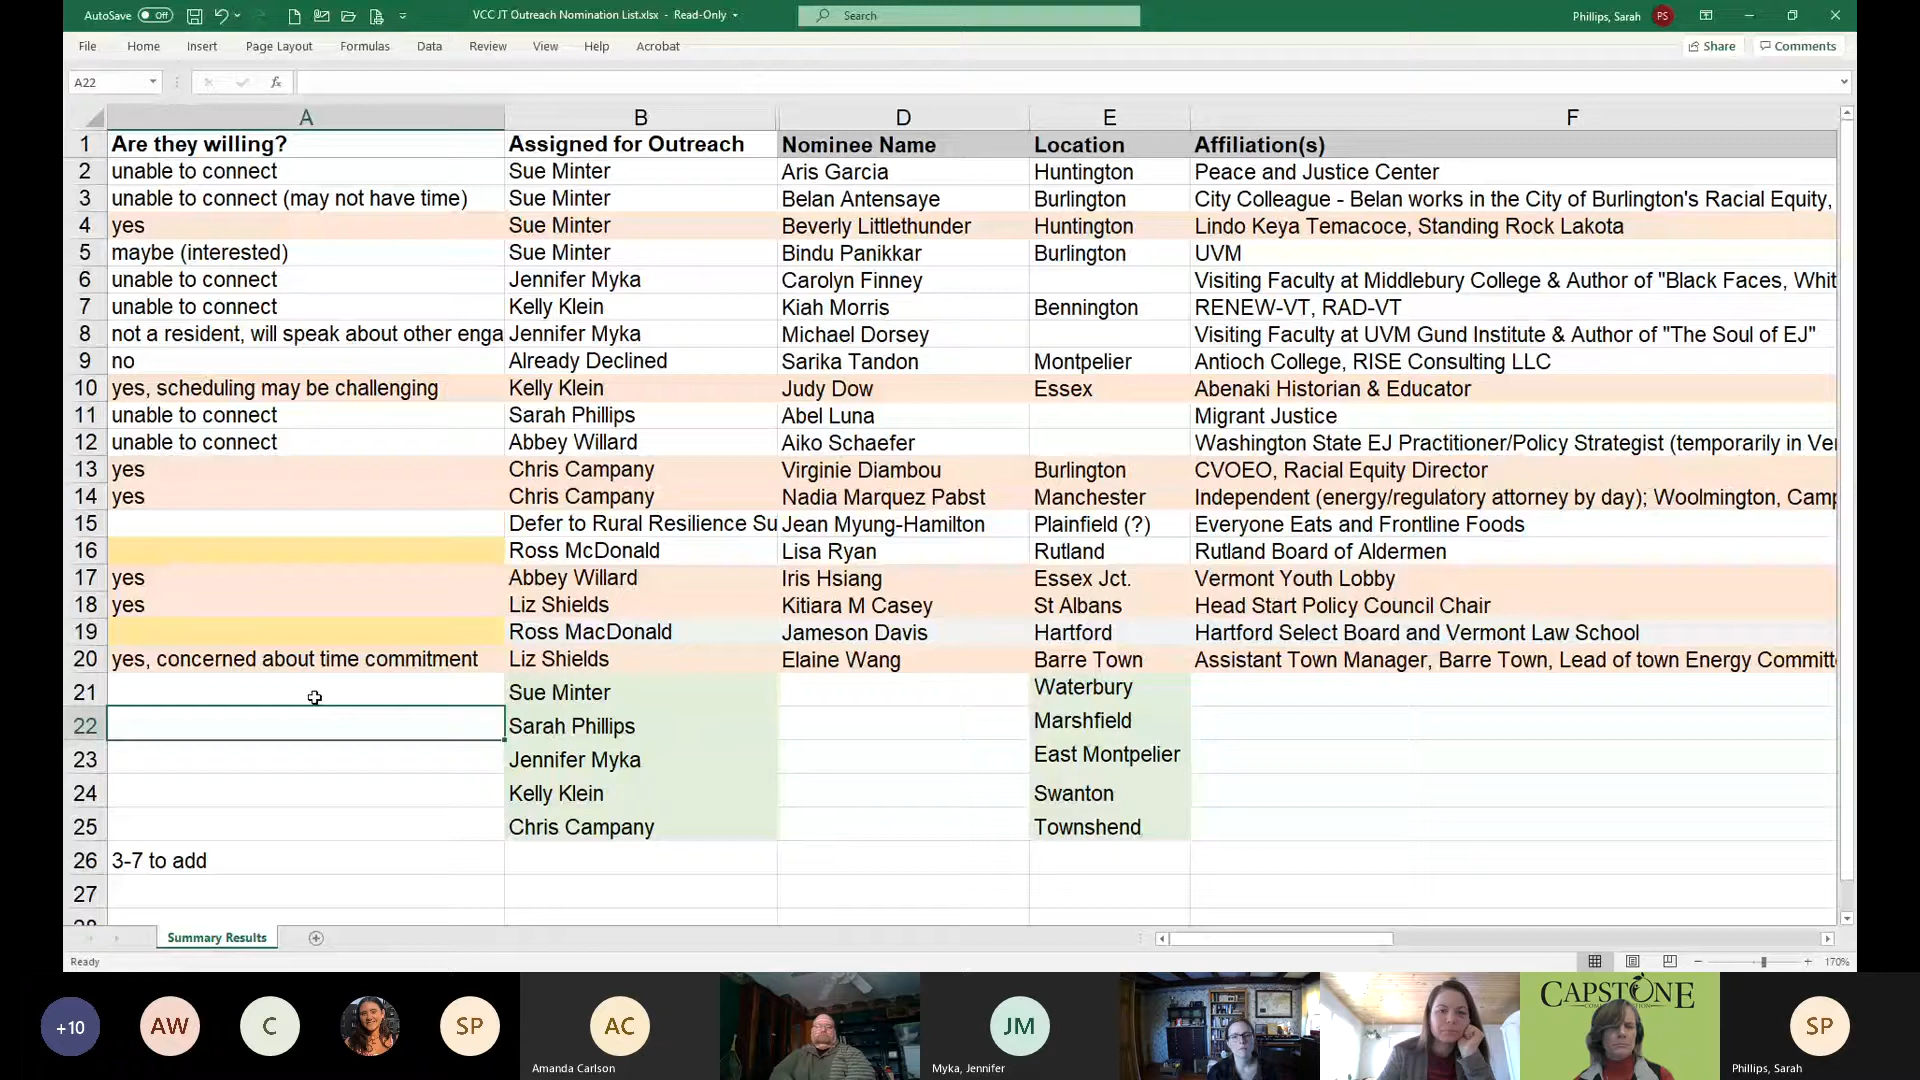 AutoSave Off VCC JT Outreach Nomination List.xlsx - Read-Only Search Phillips, Sarah PS
File Home Insert Page Layout Formulas Data Review View Help Acrobat Share Comments
A22 fx
A B D E F
1 Are they willing? Assigned for Outreach Nominee Name Location Affiliation(s)
2 unable to connect Sue Minter Aris Garcia Huntington Peace and Justice Center
3 unable to connect (may not have time) Sue Minter Belan Antensaye Burlington City Colleague - Belan works in the City of Burlington's Racial Equity,
4 yes Sue Minter Beverly Littlethunder Huntington Lindo Keya Temacoce, Standing Rock Lakota
5 maybe (interested) Sue Minter Bindu Panikkar Burlington UVM
6 unable to connect Jennifer Myka Carolyn Finney Visiting Faculty at Middlebury College & Author of "Black Faces, Whit
7 unable to connect Kelly Klein Kiah Morris Bennington RENEW-VT, RAD-VT
8 not a resident, will speak about other enga Jennifer Myka Michael Dorsey Visiting Faculty at UVM Gund Institute & Author of "The Soul of EJ"
9 no Already Declined Sarika Tandon Montpelier Antioch College, RISE Consulting LLC
10 yes, scheduling may be challenging Kelly Klein Judy Dow Essex Abenaki Historian & Educator
11 unable to connect Sarah Phillips Abel Luna Migrant Justice
12 unable to connect Abbey Willard Aiko Schaefer Washington State EJ Practitioner/Policy Strategist (temporarily in Ver
13 yes Chris Campany Virginie Diambou Burlington CVOEO, Racial Equity Director
14 yes Chris Campany Nadia Marquez Pabst Manchester Independent (energy/regulatory attorney by day); Woolmington, Camp
15 Defer to Rural Resilience Su Jean Myung-Hamilton Plainfield (?) Everyone Eats and Frontline Foods
16 Ross McDonald Lisa Ryan Rutland Rutland Board of Aldermen
17 yes Abbey Willard Iris Hsiang Essex Jct. Vermont Youth Lobby
18 yes Liz Shields Kitiara M Casey St Albans Head Start Policy Council Chair
19 Ross MacDonald Jameson Davis Hartford Hartford Select Board and Vermont Law School
20 yes, concerned about time commitment Liz Shields Elaine Wang Barre Town Assistant Town Manager, Barre Town, Lead of town Energy Committ
21 Sue Minter Waterbury
22 Sarah Phillips Marshfield
23 Jennifer Myka East Montpelier
24 Kelly Klein Swanton
25 Chris Campany Townshend
26 3-7 to add
27
Summary Results
Ready 170%
+10 AW C SP AC JM CAPSTONE SP
Amanda Carlson Myka, Jennifer Phillips, Sarah